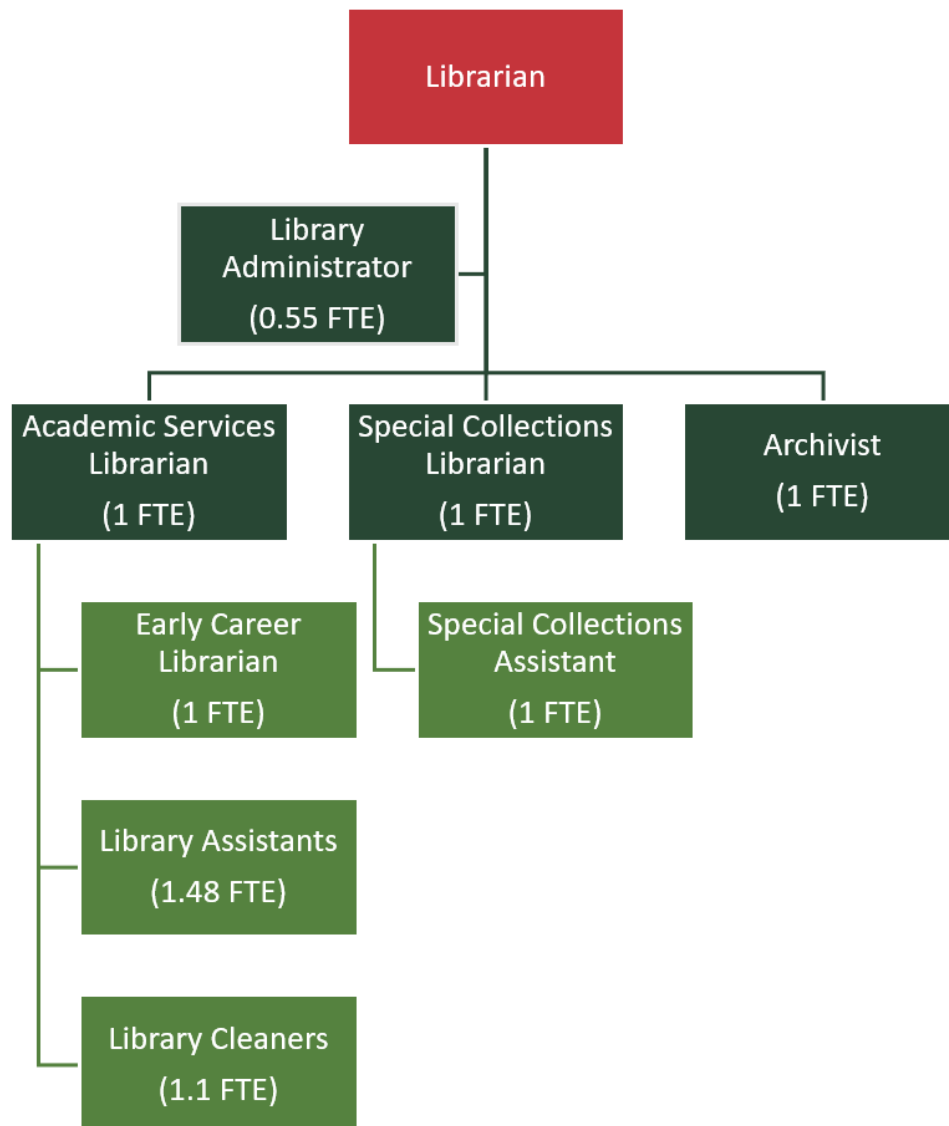 Librarian
Library
Administrator
(0.55 FTE)
Academic Services
Librarian
(1 FTE)
Special Collections
Librarian
(1 FTE)
Archivist
(1 FTE)
Early Career
Librarian
(1 FTE)
Special Collections
Assistant
(1 FTE)
Library Assistants
(1.48 FTE)
Library Cleaners
(1.1 FTE)